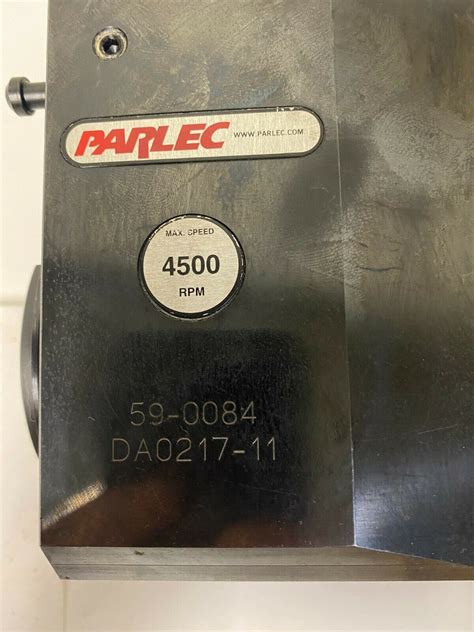 PARLEC WWW.PARLEC.COM
MAX. SPEED
4500
RPM
59-0084
DA0217-11